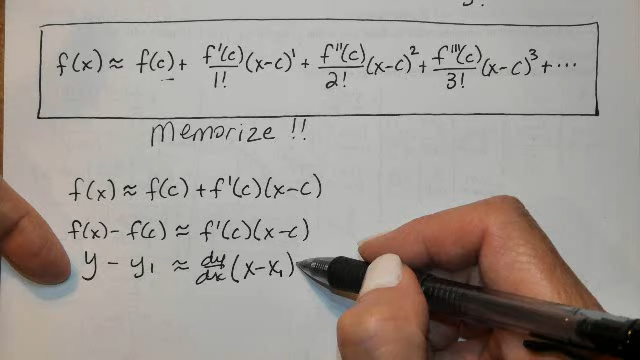 f(x) ≈ f(c) + f'(c)/1! (x-c)¹ + f''(c)/2! (x-c)² + f'''(c)/3! (x-c)³ + ...
Memorize !!
f(x) ≈ f(c) + f'(c)(x-c)
f(x) - f(c) ≈ f'(c)(x-c)
y - y₁ ≈ dy/dx (x-x₁)